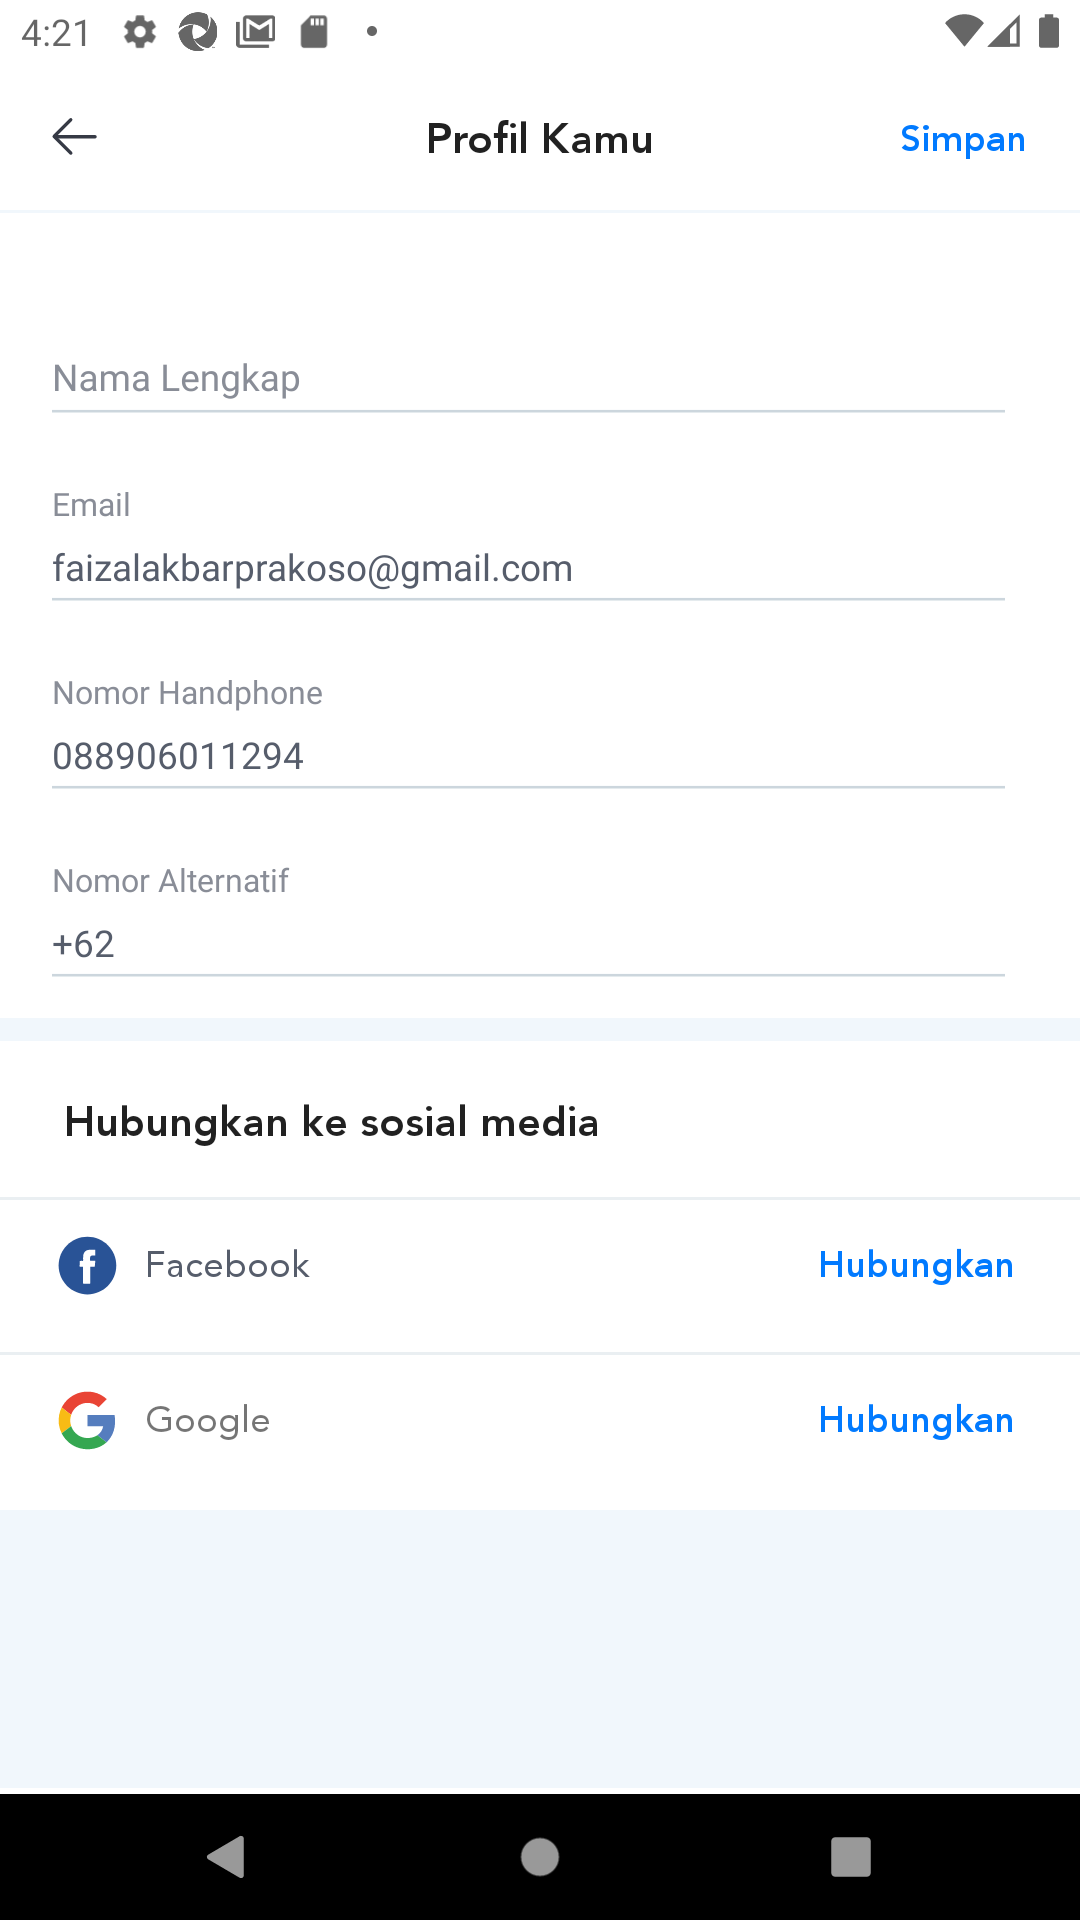 4:21
Profil Kamu
Simpan
Nama Lengkap
Email
faizalakbarprakoso@gmail.com
Nomor Handphone
088906011294
Nomor Alternatif
+62
Hubungkan ke sosial media
Facebook
Hubungkan
Google
Hubungkan